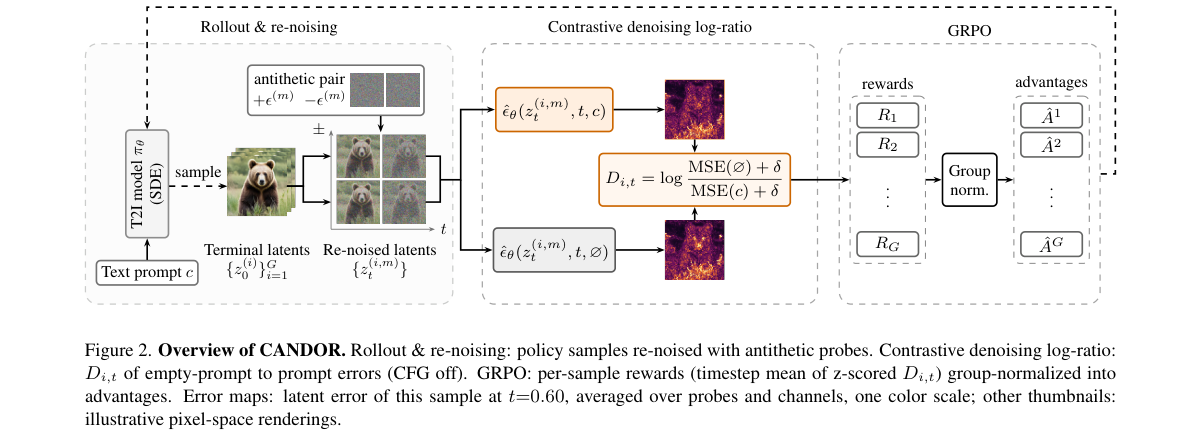 Rollout & re-noising
Contrastive denoising log-ratio
GRPO
antithetic pair
+ϵ^(m) −ϵ^(m)
±
t
T2I model π_θ
(SDE)
sample
Text prompt c
Terminal latents
{z_0^(i)}_{i=1}^G
Re-noised latents
{z_t^(i,m)}
ϵ̂_θ(z_t^(i,m), t, c)
D_{i,t} = log (MSE(∅) + δ) / (MSE(c) + δ)
ϵ̂_θ(z_t^(i,m), t, ∅)
rewards
R_1
R_2
⋮
R_G
Group
norm.
advantages
Â^1
Â^2
⋮
Â^G
Figure 2. Overview of CANDOR. Rollout & re-noising: policy samples re-noised with antithetic probes. Contrastive denoising log-ratio:
D_{i,t} of empty-prompt to prompt errors (CFG off). GRPO: per-sample rewards (timestep mean of z-scored D_{i,t}) group-normalized into
advantages. Error maps: latent error of this sample at t=0.60, averaged over probes and channels, one color scale; other thumbnails:
illustrative pixel-space renderings.